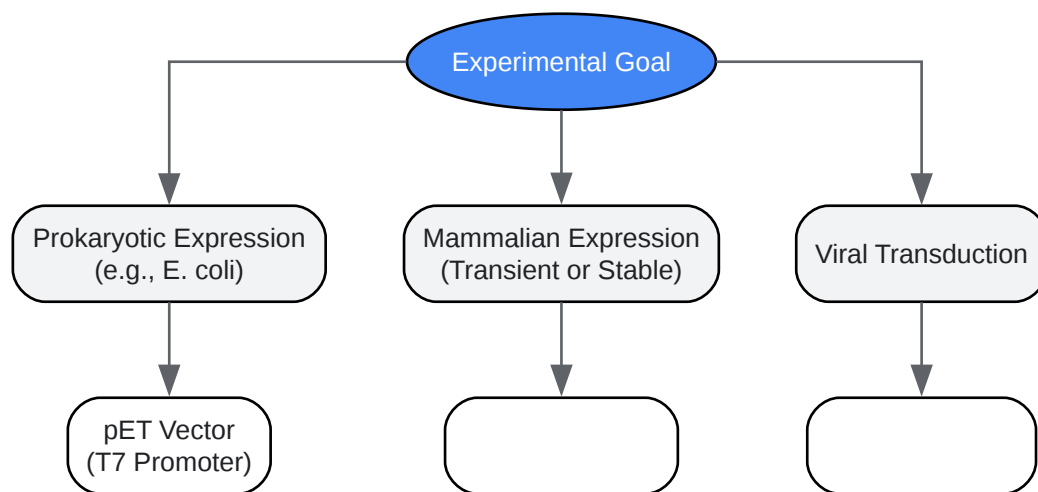 Experimental Goal
Prokaryotic Expression
(e.g., E. coli)
Mammalian Expression
(Transient or Stable)
Viral Transduction
pET Vector
(T7 Promoter)